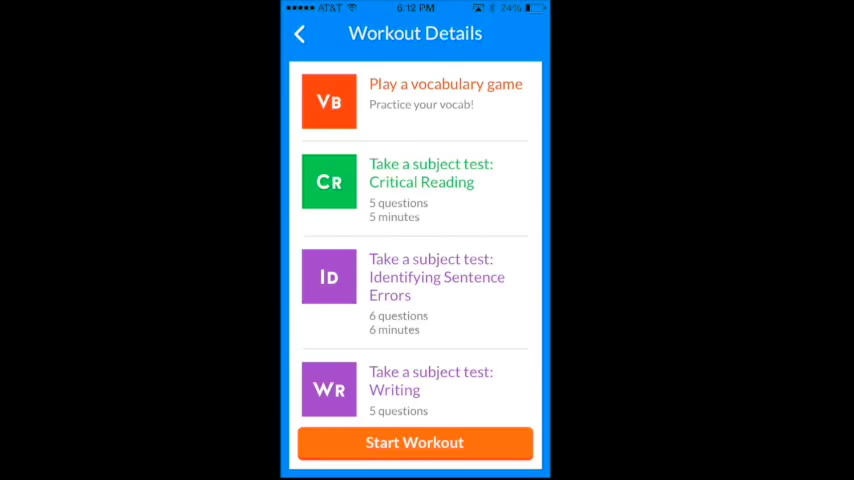 AT&T 6:12 PM 24%
Workout Details
VB
Play a vocabulary game
Practice your vocab!
CR
Take a subject test:
Critical Reading
5 questions
5 minutes
ID
Take a subject test:
Identifying Sentence
Errors
6 questions
6 minutes
WR
Take a subject test:
Writing
5 questions
Start Workout